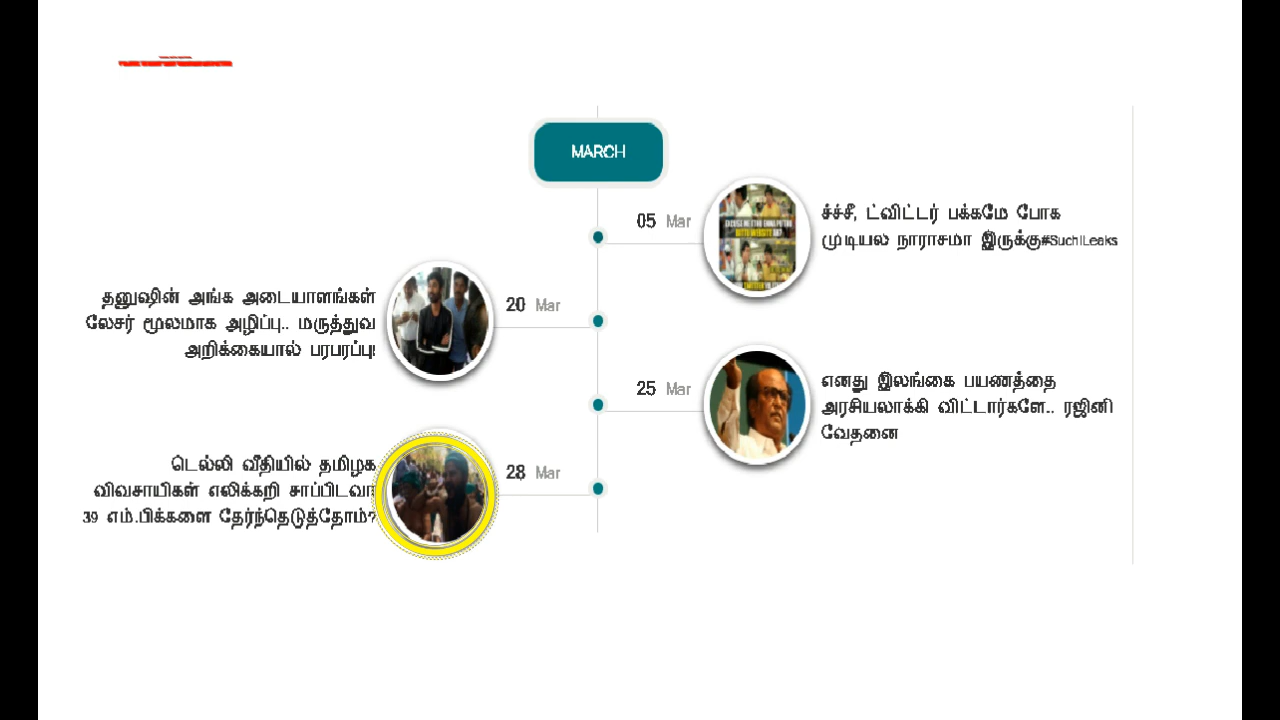 MARCH
05 Mar
ச்ச்சீ, ட்விட்டர் பக்கமே போக
முடியல நாராசமா இருக்கு#SuchiLeaks
20 Mar
தனுஷின் அங்க அடையாளங்கள்
லேசர் மூலமாக அழிப்பு.. மருத்துவ
அறிக்கையால் பரபரப்பு!
25 Mar
எனது இலங்கை பயணத்தை
அரசியலாக்கி விட்டார்களே.. ரஜினி
வேதனை
28 Mar
டெல்லி வீதியில் தமிழக
விவசாயிகள் எலிக்கறி சாப்பிடவா
39 எம்.பிக்களை தேர்ந்தெடுத்தோம்?